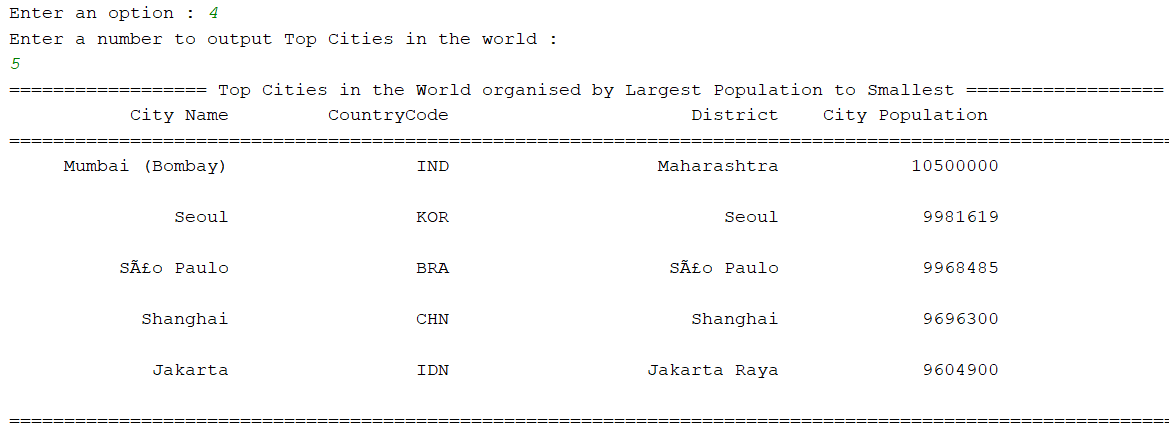 Enter an option : 4
Enter a number to output Top Cities in the world :
5
================== Top Cities in the World organised by Largest Population to Smallest ==================
City Name CountryCode District City Population
==========================================================================================================
Mumbai (Bombay) IND Maharashtra 10500000
Seoul KOR Seoul 9981619
SÃ£o Paulo BRA SÃ£o Paulo 9968485
Shanghai CHN Shanghai 9696300
Jakarta IDN Jakarta Raya 9604900
==========================================================================================================